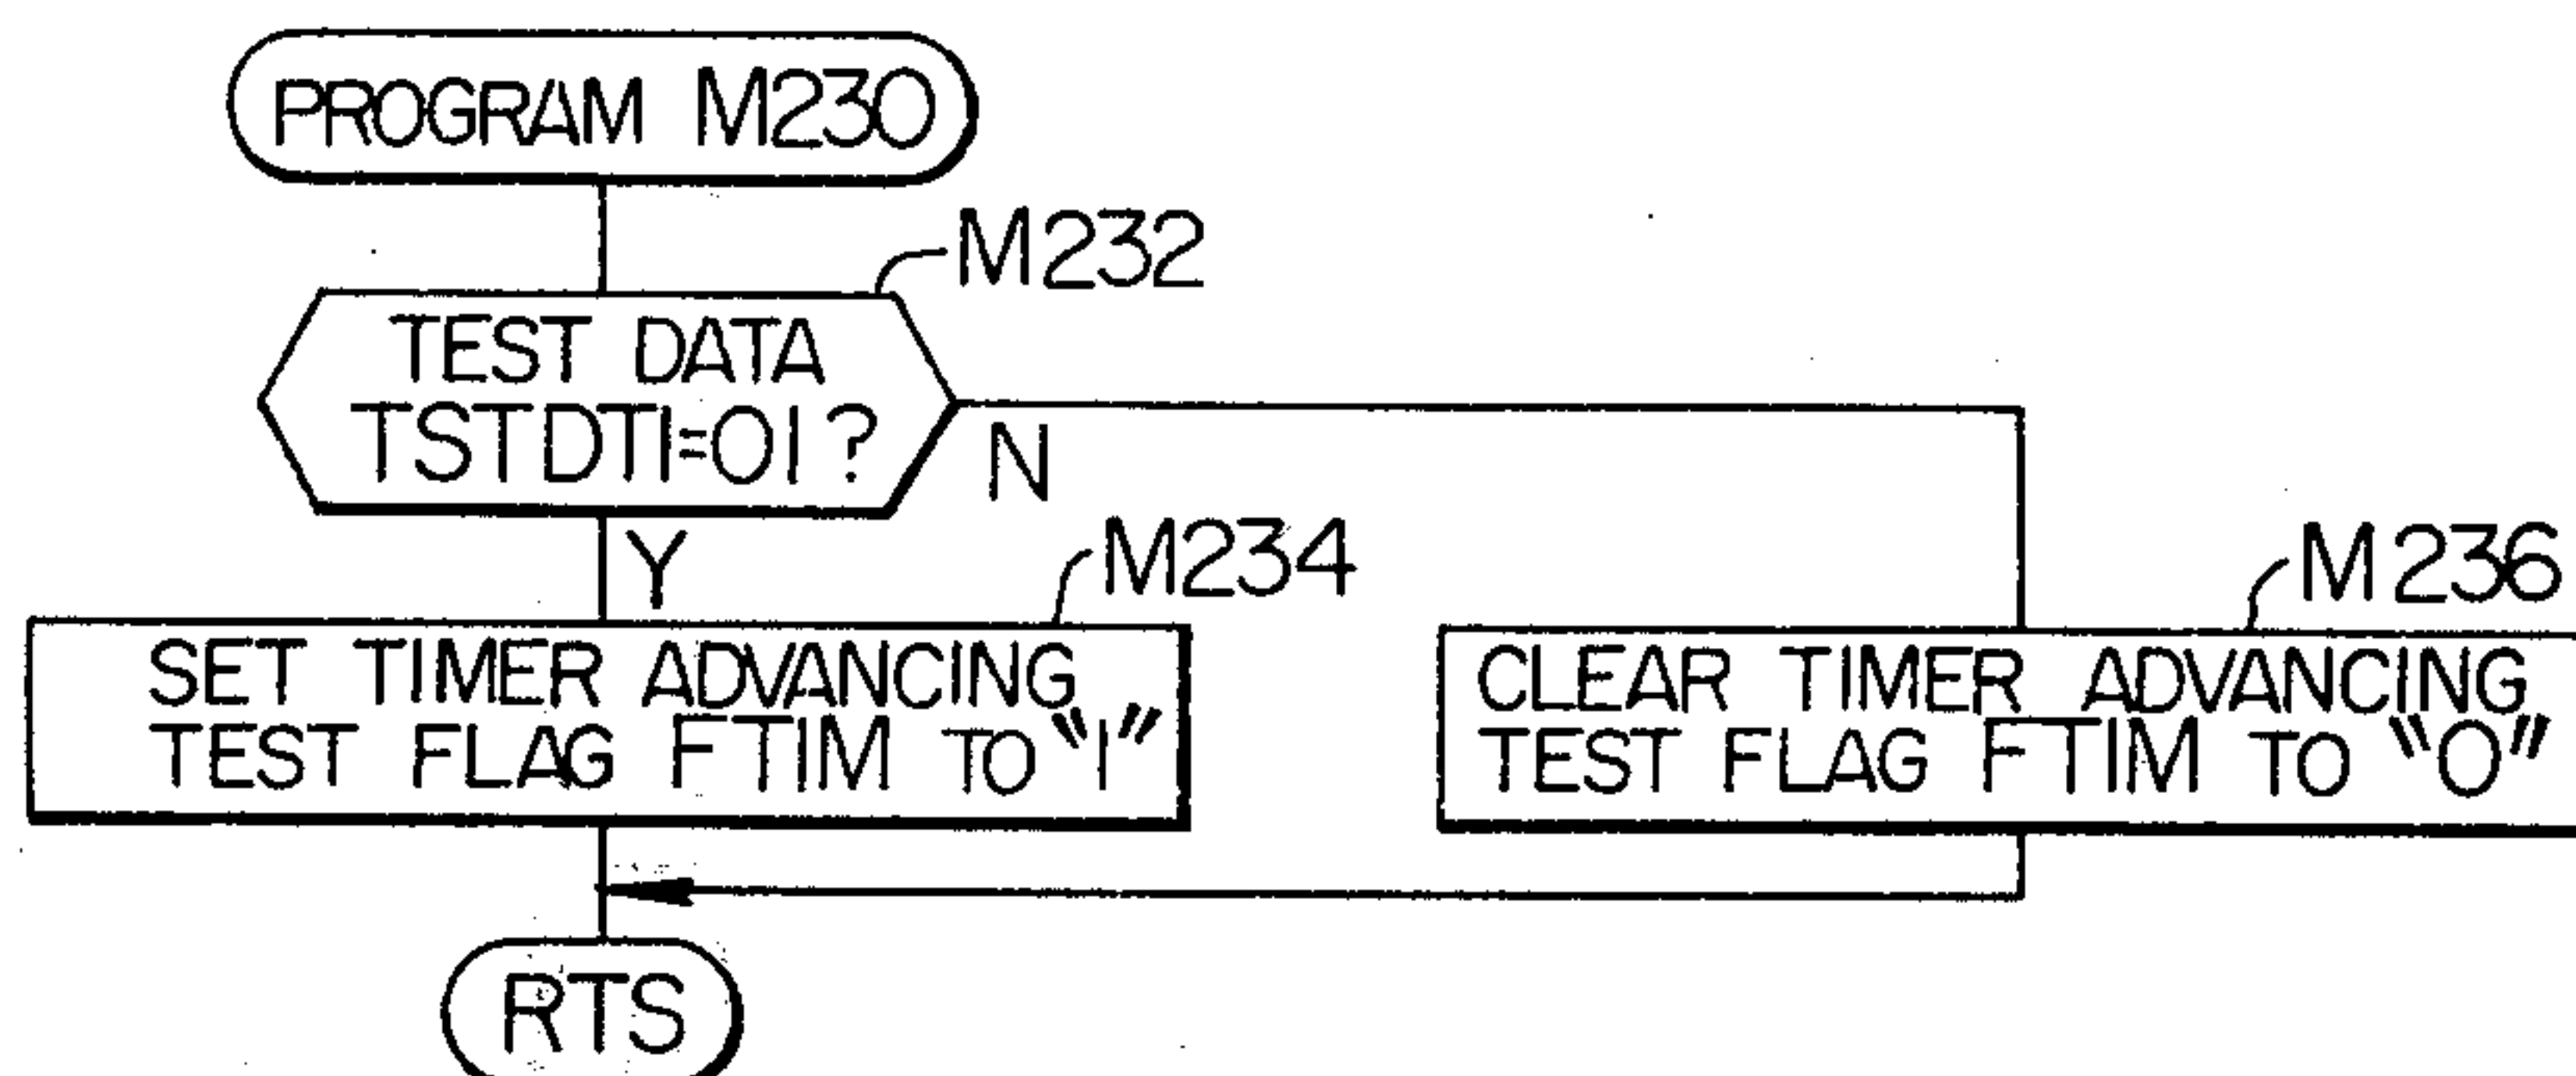 PROGRAM M230
M232
TEST DATA
TSTDT1=01?
N
Y
M234
SET TIMER ADVANCING
TEST FLAG FTIM TO "1"
M236
CLEAR TIMER ADVANCING
TEST FLAG FTIM TO "0"
RTS